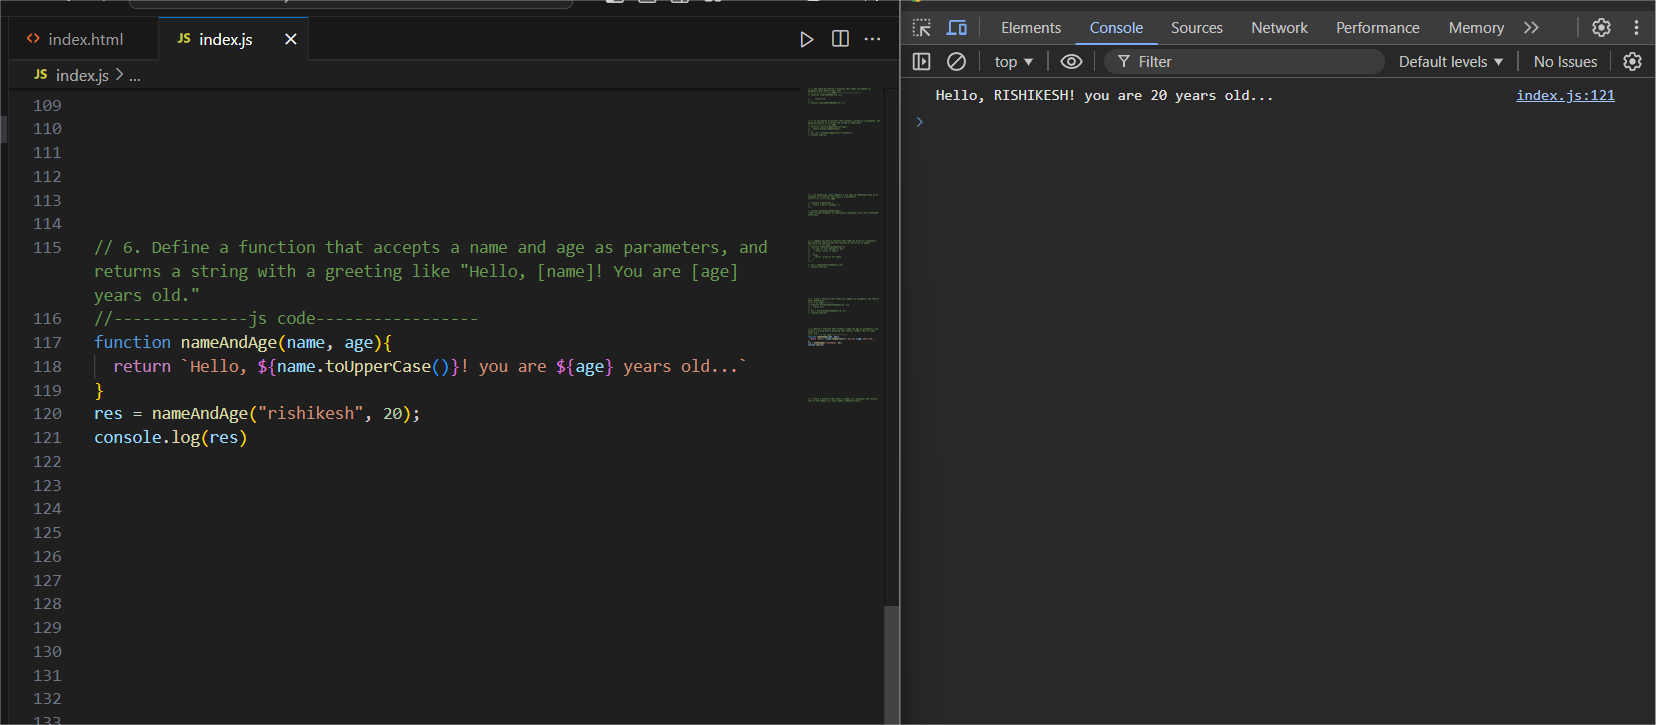 index.html
JS index.js
JS index.js > ...
Elements Console Sources Network Performance Memory
top Filter Default levels No Issues
109
110
111
112
113
114
115 // 6. Define a function that accepts a name and age as parameters, and
returns a string with a greeting like "Hello, [name]! You are [age]
years old."
116 //--------------js code-----------------
117 function nameAndAge(name, age){
118 return `Hello, ${name.toUpperCase()}! you are ${age} years old...`
119 }
120 res = nameAndAge("rishikesh", 20);
121 console.log(res)
122
123
124
125
126
127
128
129
130
131
132
133
Hello, RISHIKESH! you are 20 years old... index.js:121